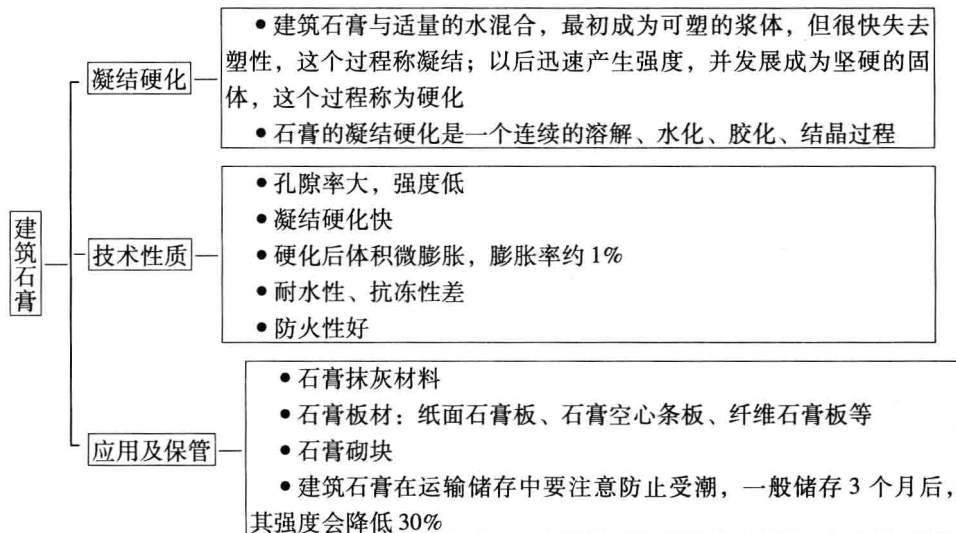 建筑石膏
凝结硬化
●建筑石膏与适量的水混合，最初成为可塑的浆体，但很快失去
塑性，这个过程称凝结；以后迅速产生强度，并发展成为坚硬的固
体，这个过程称为硬化
●石膏的凝结硬化是一个连续的溶解、水化、胶化、结晶过程
技术性质
●孔隙率大，强度低
●凝结硬化快
●硬化后体积微膨胀，膨胀率约1%
●耐水性、抗冻性差
●防火性好
应用及保管
●石膏抹灰材料
●石膏板材：纸面石膏板、石膏空心条板、纤维石膏板等
●石膏砌块
●建筑石膏在运输储存中要注意防止受潮，一般储存3个月后，
其强度会降低30%